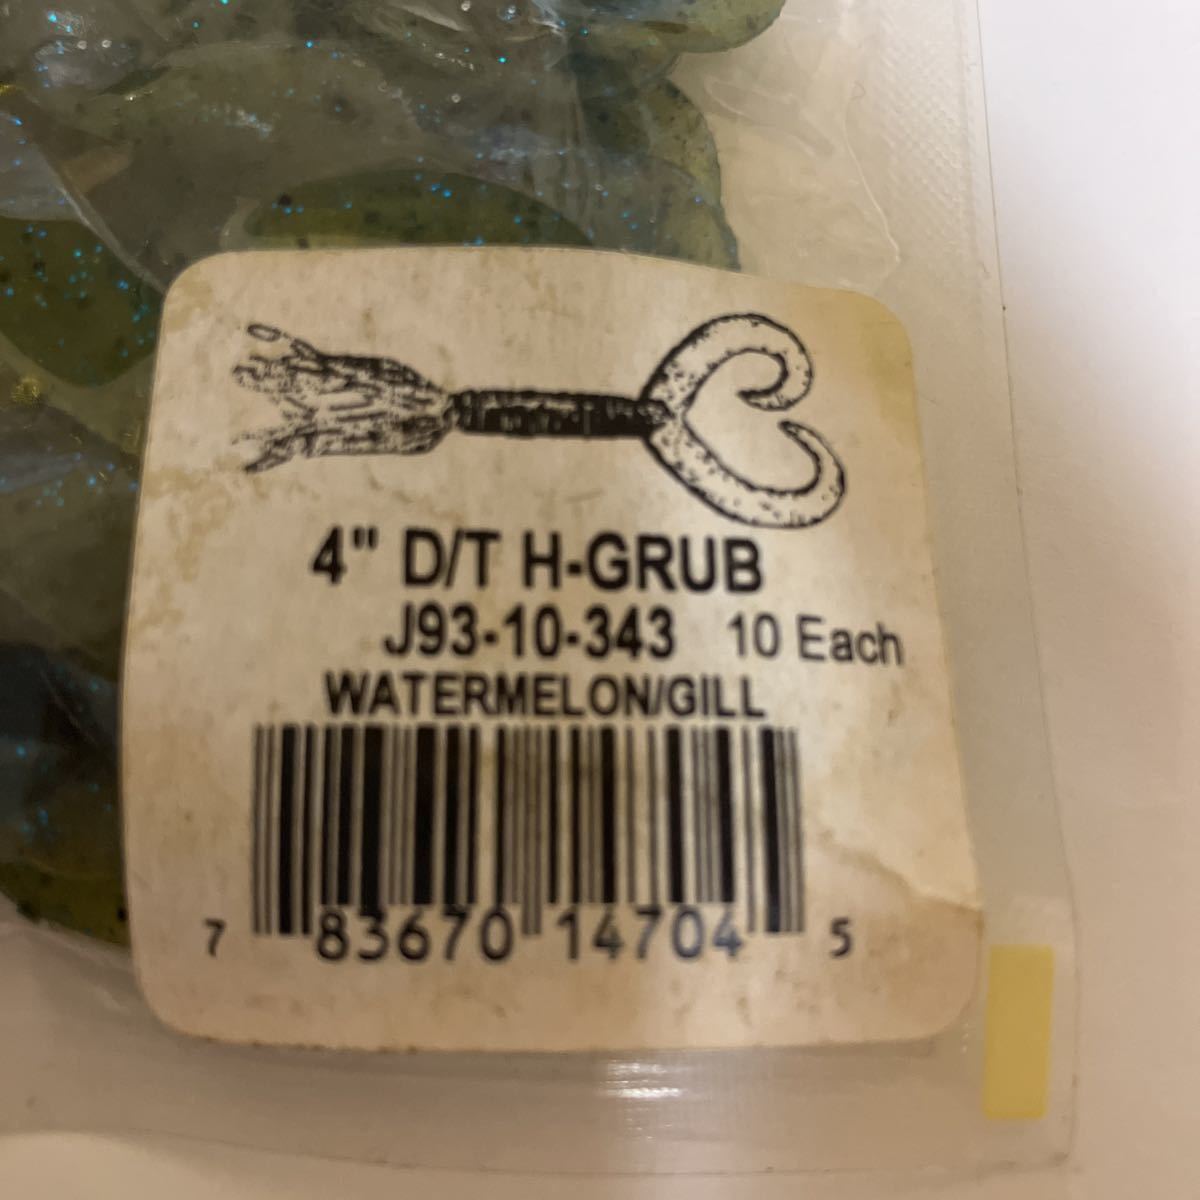 4" D/T H-GRUB
J93-10-343 10 Each
WATERMELON/GILL
7 83670 14704 5